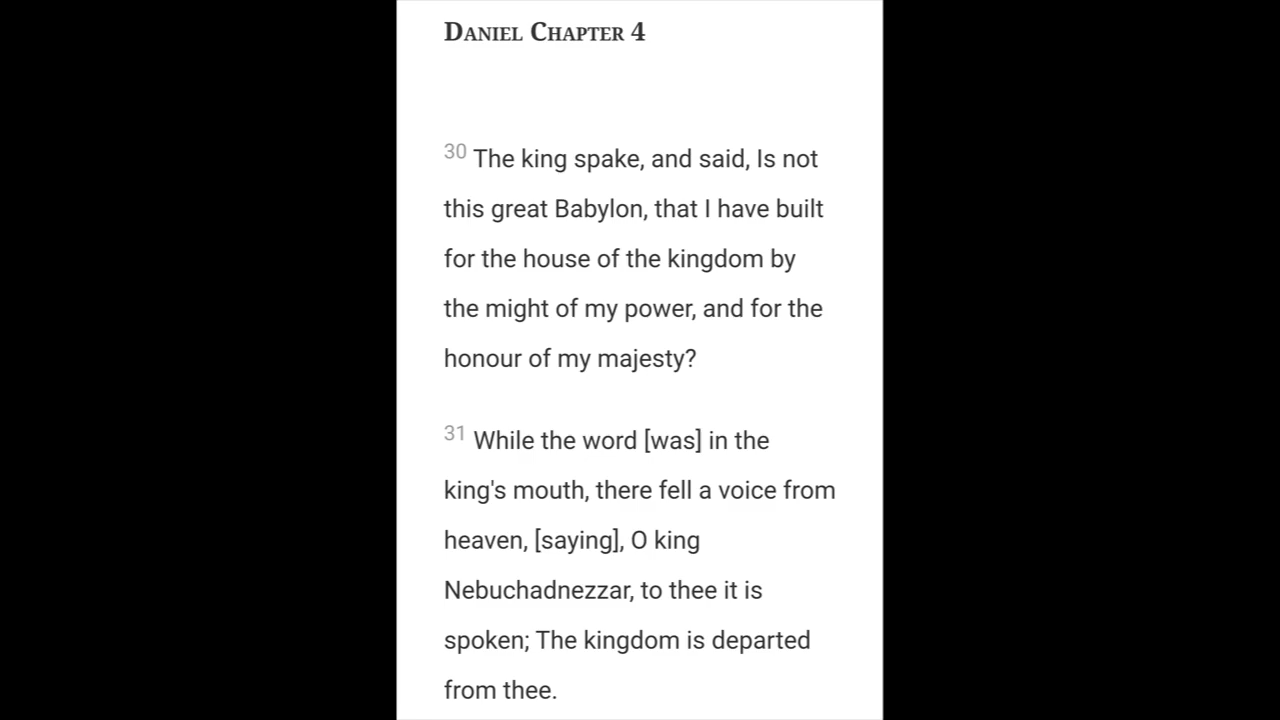 Daniel Chapter 4
30 The king spake, and said, Is not
this great Babylon, that I have built
for the house of the kingdom by
the might of my power, and for the
honour of my majesty?
31 While the word [was] in the
king's mouth, there fell a voice from
heaven, [saying], O king
Nebuchadnezzar, to thee it is
spoken; The kingdom is departed
from thee.